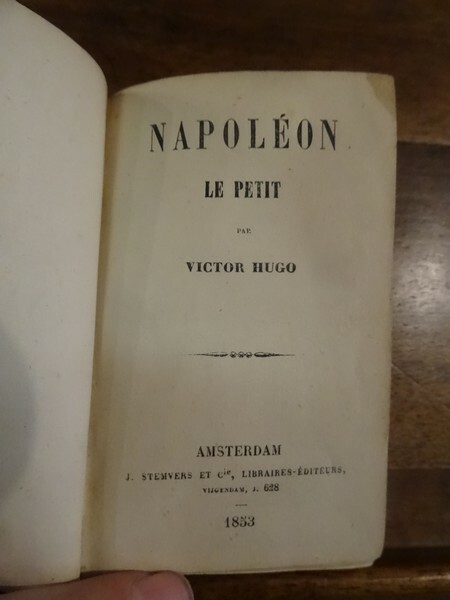 NAPOLÉON
LE PETIT
PAR
VICTOR HUGO
AMSTERDAM
J. STEMVERS ET Cie, LIBRAIRES-ÉDITEURS,
VIJGENDAM, J. 628
1853